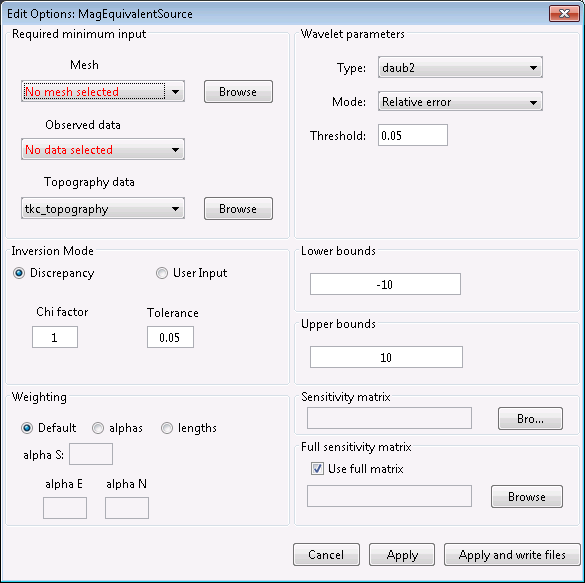 Edit Options: MagEquivalentSource
Required minimum input
Mesh
No mesh selected
Browse
Observed data
No data selected
Topography data
tkc_topography
Browse
Wavelet parameters
Type:
daub2
Mode:
Relative error
Threshold:
0.05
Inversion Mode
Discrepancy
User Input
Chi factor
Tolerance
1
0.05
Lower bounds
-10
Upper bounds
10
Weighting
Default
alphas
lengths
alpha S:
alpha E
alpha N
Sensitivity matrix
Bro...
Full sensitivity matrix
Use full matrix
Browse
Cancel
Apply
Apply and write files